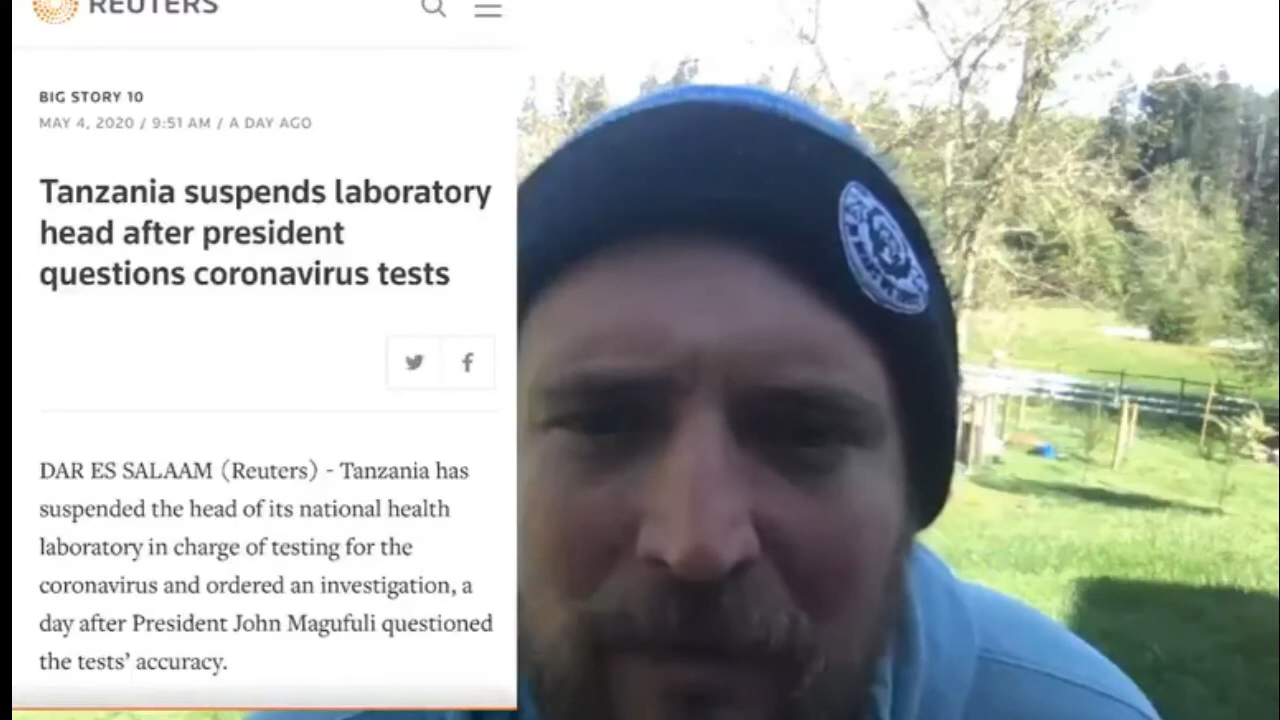 REUTERS
BIG STORY 10
MAY 4, 2020 / 9:51 AM / A DAY AGO
Tanzania suspends laboratory
head after president
questions coronavirus tests
DAR ES SALAAM (Reuters) - Tanzania has
suspended the head of its national health
laboratory in charge of testing for the
coronavirus and ordered an investigation, a
day after President John Magufuli questioned
the tests’ accuracy.